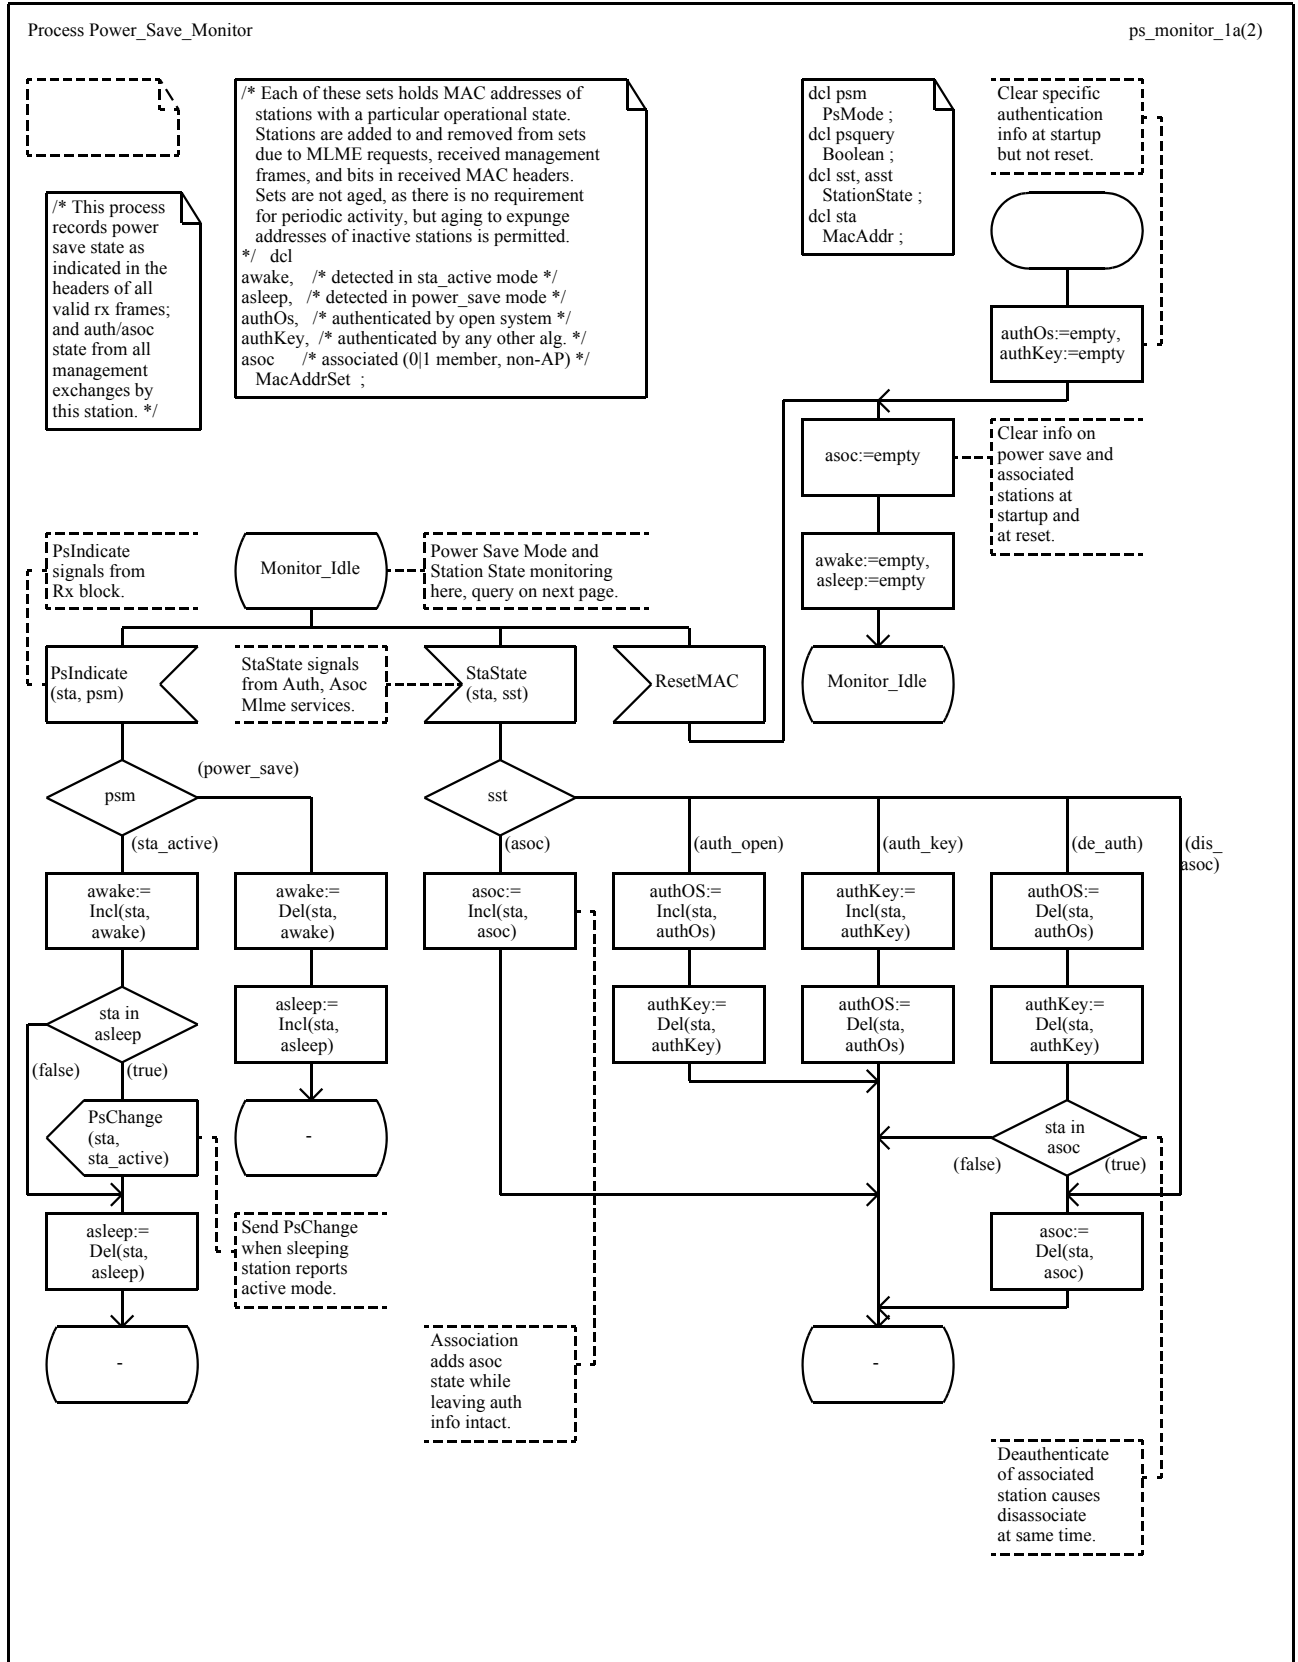 Process Power_Save_Monitor
ps_monitor_1a(2)
/* Each of these sets holds MAC addresses of
stations with a particular operational state.
Stations are added to and removed from sets
due to MLME requests, received management
frames, and bits in received MAC headers.
Sets are not aged, as there is no requirement
for periodic activity, but aging to expunge
addresses of inactive stations is permitted.
*/ dcl
awake, /* detected in sta_active mode */
asleep, /* detected in power_save mode */
authOs, /* authenticated by open system */
authKey, /* authenticated by any other alg. */
asoc /* associated (0|1 member, non-AP) */
MacAddrSet ;
dcl psm
PsMode ;
dcl psquery
Boolean ;
dcl sst, asst
StationState ;
dcl sta
MacAddr ;
Clear specific
authentication
info at startup
but not reset.
/* This process
records power
save state as
indicated in the
headers of all
valid rx frames;
and auth/asoc
state from all
management
exchanges by
this station. */
authOs:=empty,
authKey:=empty
asoc:=empty
Clear info on
power save and
associated
stations at
startup and
at reset.
awake:=empty,
asleep:=empty
Monitor_Idle
PsIndicate
signals from
Rx block.
Monitor_Idle
Power Save Mode and
Station State monitoring
here, query on next page.
PsIndicate
(sta, psm)
StaState signals
from Auth, Asoc
Mlme services.
StaState
(sta, sst)
ResetMAC
psm
(power_save)
(sta_active)
sst
(asoc)
(auth_open)
(auth_key)
(de_auth)
(dis_
asoc)
awake:=
Incl(sta,
awake)
awake:=
Del(sta,
awake)
asoc:=
Incl(sta,
asoc)
authOS:=
Incl(sta,
authOs)
authKey:=
Incl(sta,
authKey)
authOS:=
Del(sta,
authOs)
sta in
asleep
(false)
(true)
asleep:=
Incl(sta,
asleep)
authKey:=
Del(sta,
authKey)
authOS:=
Del(sta,
authOs)
authKey:=
Del(sta,
authKey)
PsChange
(sta,
sta_active)
-
sta in
asoc
(false)
(true)
asleep:=
Del(sta,
asleep)
Send PsChange
when sleeping
station reports
active mode.
asoc:=
Del(sta,
asoc)
-
Association
adds asoc
state while
leaving auth
info intact.
-
Deauthenticate
of associated
station causes
disassociate
at same time.